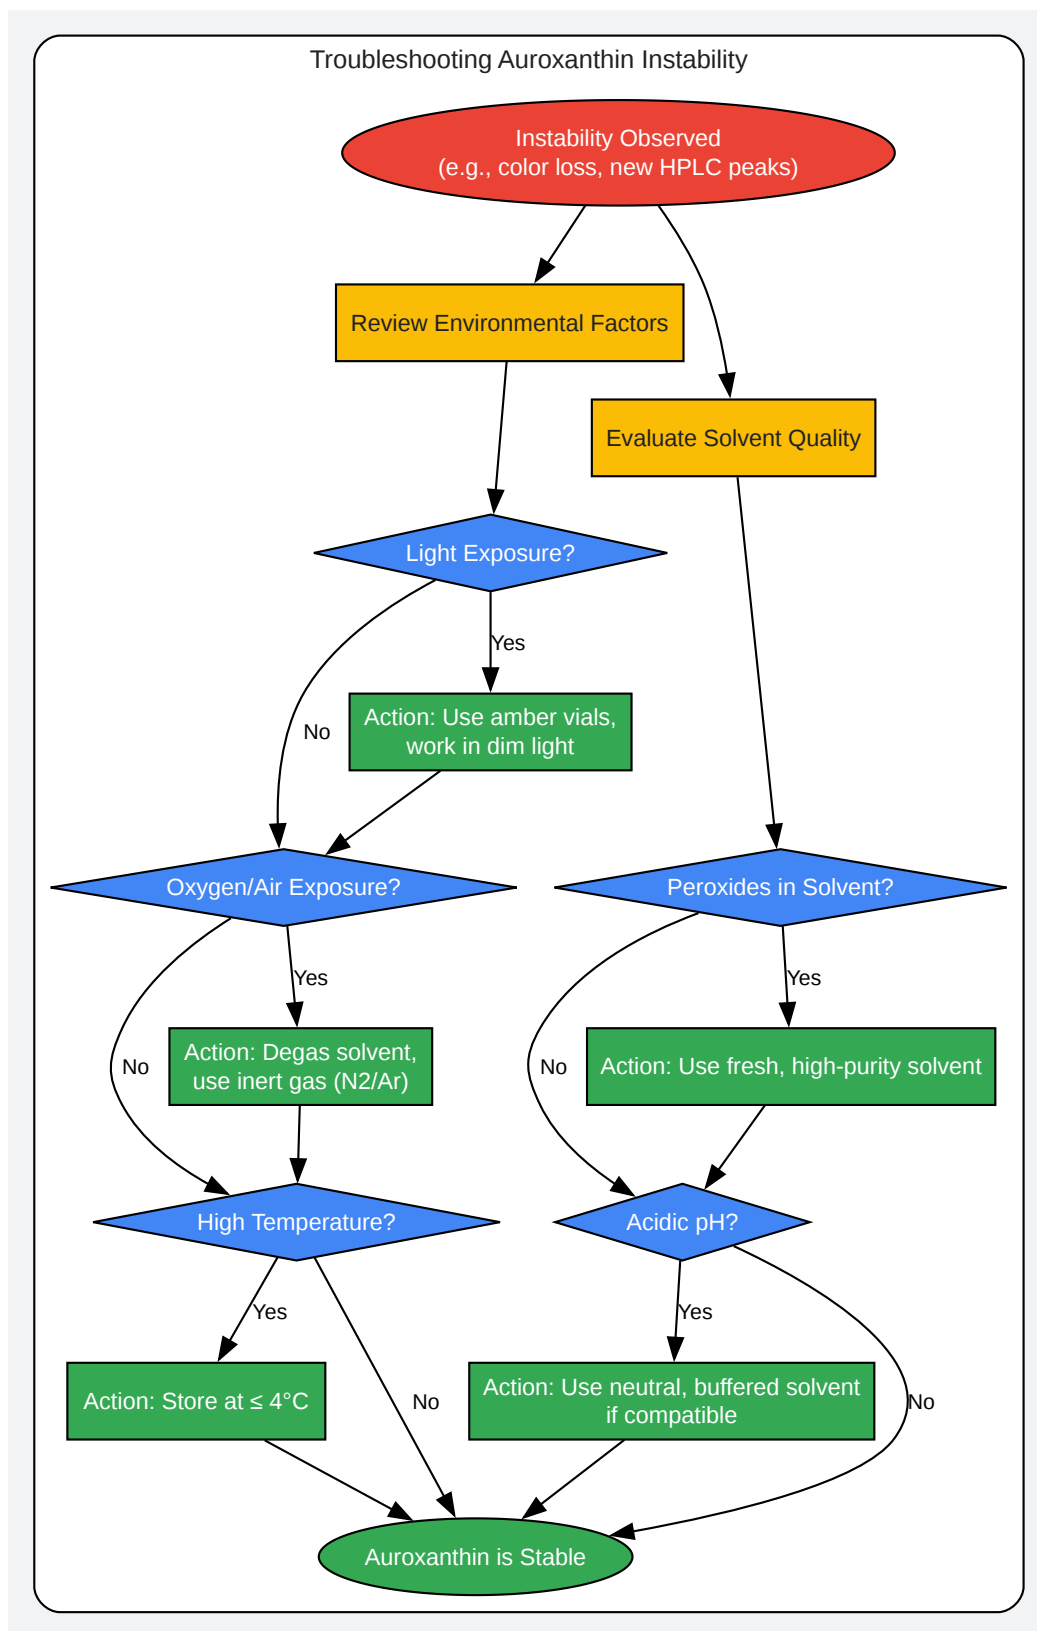 Troubleshooting Auroxanthin Instability
Instability Observed
(e.g., color loss, new HPLC peaks)
Review Environmental Factors
Evaluate Solvent Quality
Light Exposure?
Yes
No
Action: Use amber vials,
work in dim light
Oxygen/Air Exposure?
Peroxides in Solvent?
Yes
Yes
No
Action: Degas solvent,
use inert gas (N2/Ar)
No
Action: Use fresh, high-purity solvent
High Temperature?
Acidic pH?
Yes
Yes
Action: Store at ≤ 4°C
No
Action: Use neutral, buffered solvent
if compatible
No
Auroxanthin is Stable